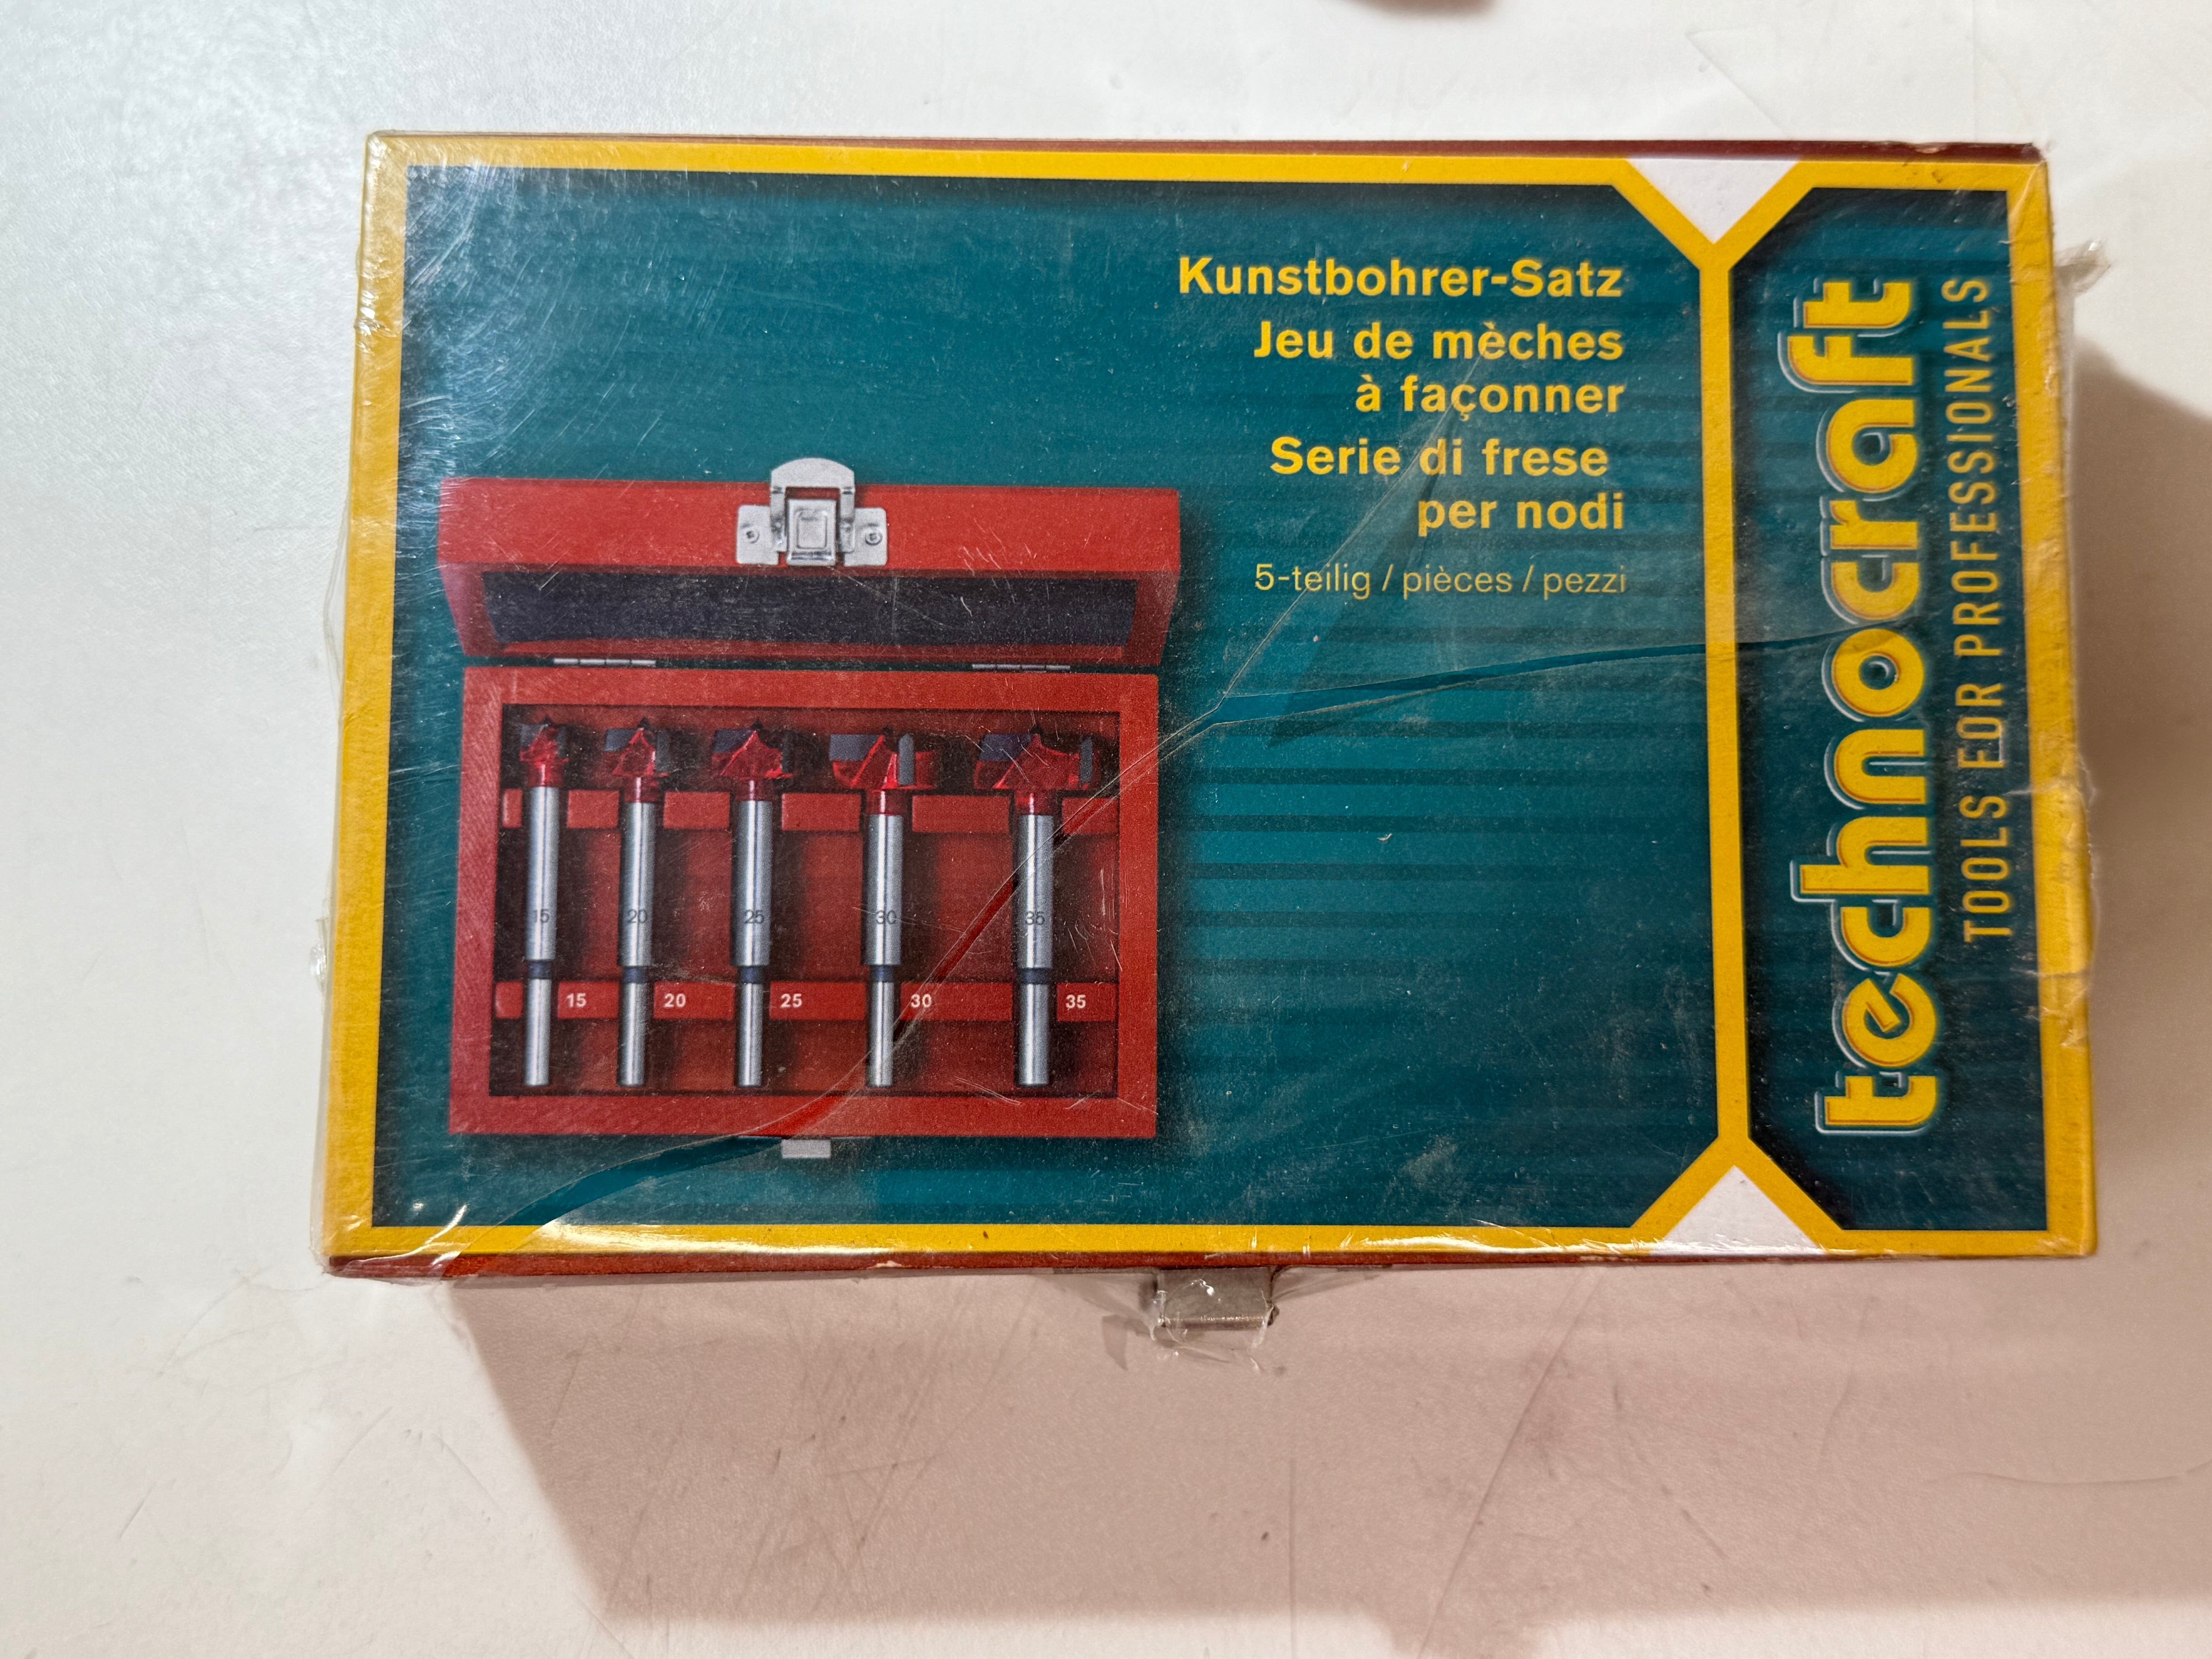 Kunstbohrer-Satz
Jeu de mèches
à façonner
Serie di frese
per nodi
5-teilig / pièces / pezzi
technocraft
TOOLS FOR PROFESSIONALS
15 20 25 30 35
15 20 25 30 35